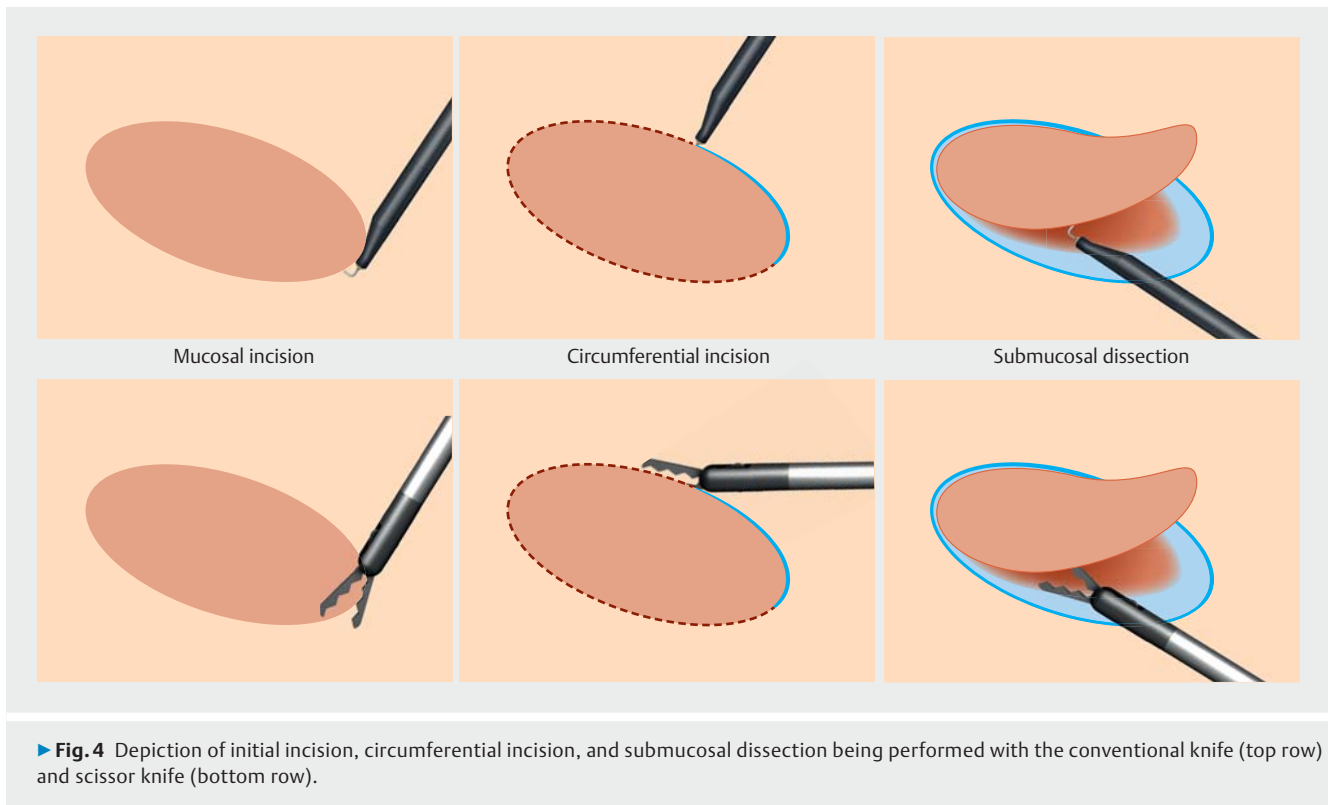 Mucosal incision
Circumferential incision
Submucosal dissection
▶Fig. 4 Depiction of initial incision, circumferential incision, and submucosal dissection being performed with the conventional knife (top row)
and scissor knife (bottom row).